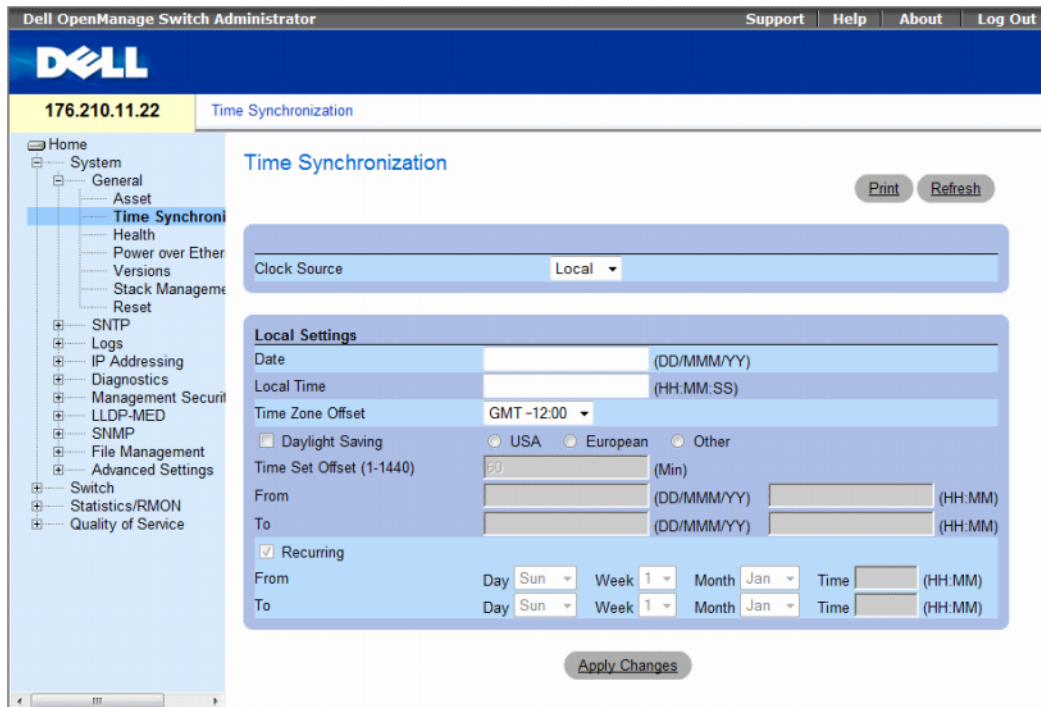 Dell OpenManage Switch Administrator Support Help About Log Out
DELL
176.210.11.22 Time Synchronization
Home
System
General
Asset
Time Synchroni
Health
Power over Ether
Versions
Stack Manageme
Reset
SNTP
Logs
IP Addressing
Diagnostics
Management Securit
LLDP-MED
SNMP
File Management
Advanced Settings
Switch
Statistics/RMON
Quality of Service
Time Synchronization
Print Refresh
Clock Source Local
Local Settings
Date (DD/MMM/YY)
Local Time (HH:MM:SS)
Time Zone Offset GMT -12:00
Daylight Saving USA European Other
Time Set Offset (1-1440) 60 (Min)
From (DD/MMM/YY) (HH:MM)
To (DD/MMM/YY) (HH:MM)
Recurring
From Day Sun Week 1 Month Jan Time (HH:MM)
To Day Sun Week 1 Month Jan Time (HH:MM)
Apply Changes